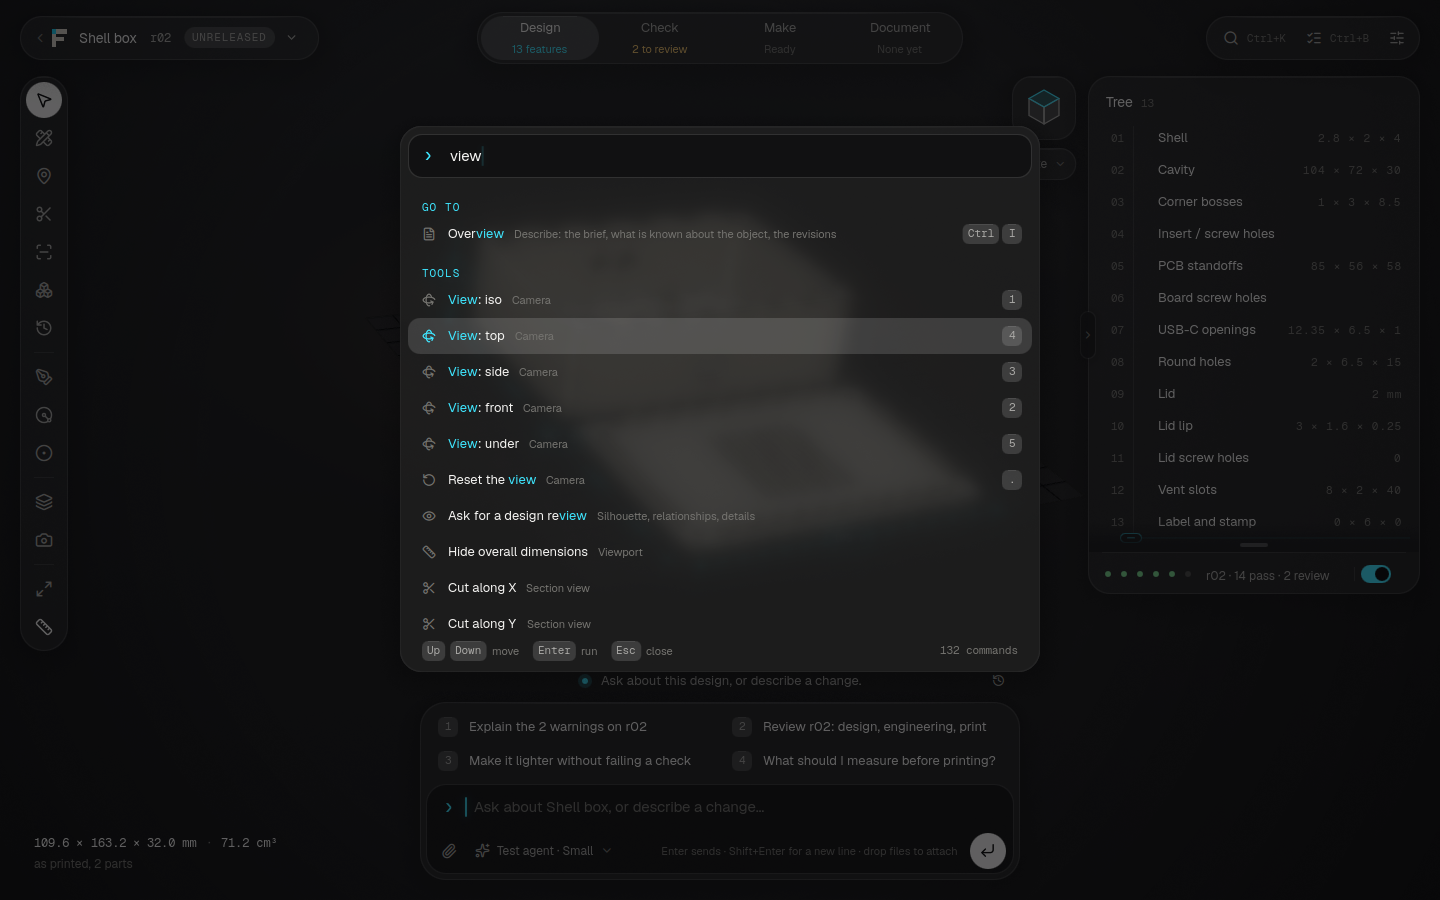 Shell box r02 UNRELEASED
Design
13 features
Check
2 to review
Make
Ready
Document
None yet
Ctrl+K Ctrl+B
view
GO TO
Overview Describe: the brief, what is known about the object, the revisions Ctrl I
TOOLS
View: iso Camera 1
View: top Camera 4
View: side Camera 3
View: front Camera 2
View: under Camera 5
Reset the view Camera .
Ask for a design review Silhouette, relationships, details
Hide overall dimensions Viewport
Cut along X Section view
Cut along Y Section view
Up Down move Enter run Esc close 132 commands
Tree 13
01 Shell 2.8 × 2 × 4
02 Cavity 104 × 72 × 30
03 Corner bosses 1 × 3 × 8.5
04 Insert / screw holes
05 PCB standoffs 85 × 56 × 58
06 Board screw holes
07 USB-C openings 12.35 × 6.5 × 1
08 Round holes 2 × 6.5 × 15
09 Lid 2 mm
10 Lid lip 3 × 1.6 × 0.25
11 Lid screw holes 0
12 Vent slots 8 × 2 × 40
13 Label and stamp 0 × 6 × 0
r02 · 14 pass · 2 review
Ask about this design, or describe a change.
1 Explain the 2 warnings on r02
2 Review r02: design, engineering, print
3 Make it lighter without failing a check
4 What should I measure before printing?
Ask about Shell box, or describe a change...
Test agent · Small
Enter sends · Shift+Enter for a new line · drop files to attach
109.6 × 163.2 × 32.0 mm · 71.2 cm³
as printed, 2 parts